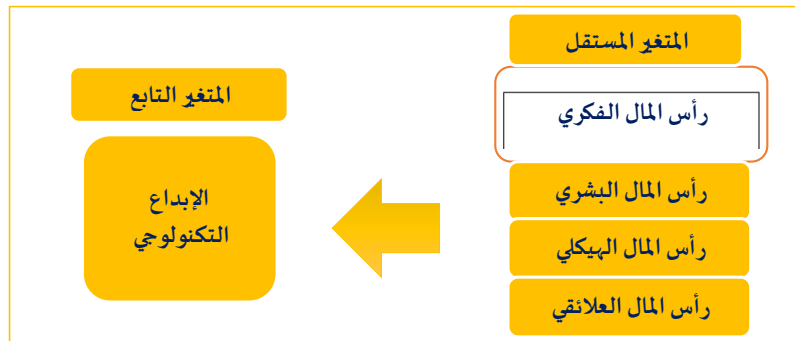 المتغير المستقل
رأس المال الفكري
رأس المال البشري
رأس المال الهيكلي
رأس المال العلائقي
المتغير التابع
الإبداع
التكنولوجي